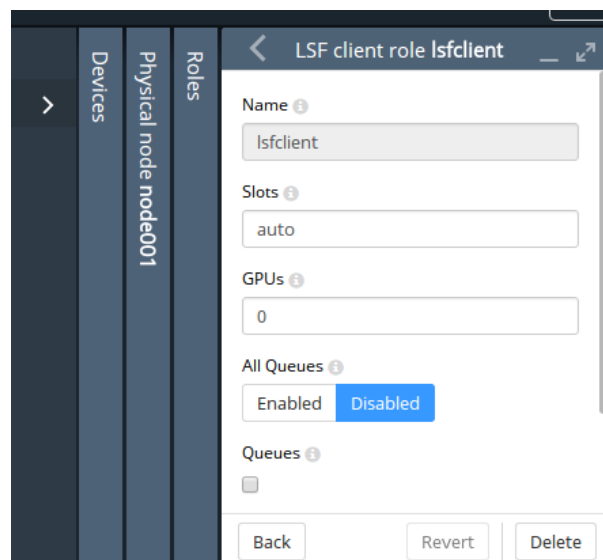 Devices
Physical node node001
Roles
LSF client role lsfclient
Name
lsfclient
Slots
auto
GPUs
0
All Queues
Enabled Disabled
Queues
Back Revert Delete